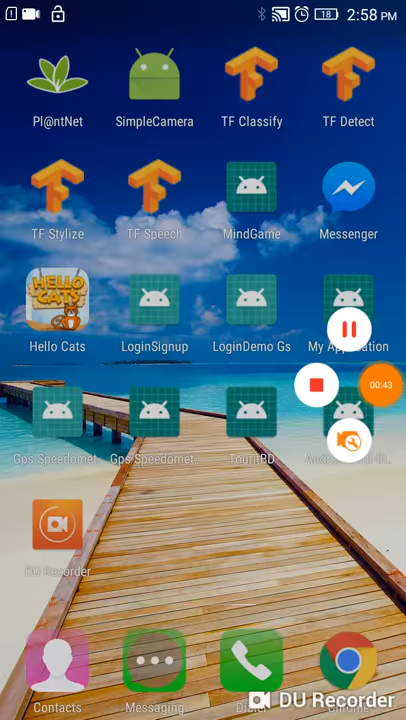 18 2:58 PM
Pl@ntNet SimpleCamera TF Classify TF Detect
TF Stylize TF Speech MindGame Messenger
HELLO CATS
Hello Cats LoginSignup LoginDemo Gs My Application
00:43
Gps Speedomet.. Gps Speedomet.. TourItBD
DU Recorder
Contacts Messaging Dialer Chrome
DU Recorder